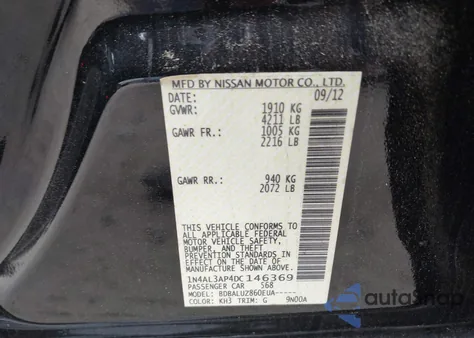 MFD BY NISSAN MOTOR CO., LTD.
DATE: 09/12
GVWR: 1910 KG
4211 LB
GAWR FR: 1005 KG
2216 LB
GAWR RR: 940 KG
2072 LB
THIS VEHICLE CONFORMS TO
ALL APPLICABLE FEDERAL
MOTOR VEHICLE SAFETY,
BUMPER, AND THEFT
PREVENTION STANDARDS IN
EFFECT ON THE DATE OF
MANUFACTURE SHOWN ABOVE.
1N4AL3AP4DC146369
PASSENGER CAR 568
MODEL: BDBALUZ860EUA-----
COLOR: KH3 TRIM: G 9N00A
autosnap